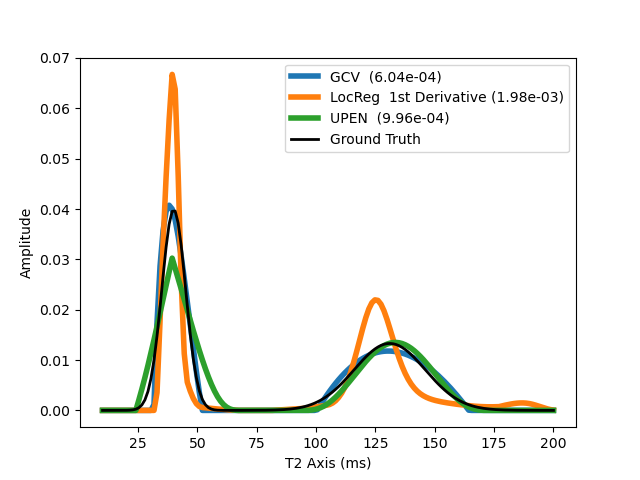 0.07
0.06
0.05
0.04
0.03
0.02
0.01
0.00
Amplitude
GCV  (6.04e-04)
LocReg  1st Derivative (1.98e-03)
UPEN  (9.96e-04)
Ground Truth
25 50 75 100 125 150 175 200
T2 Axis (ms)